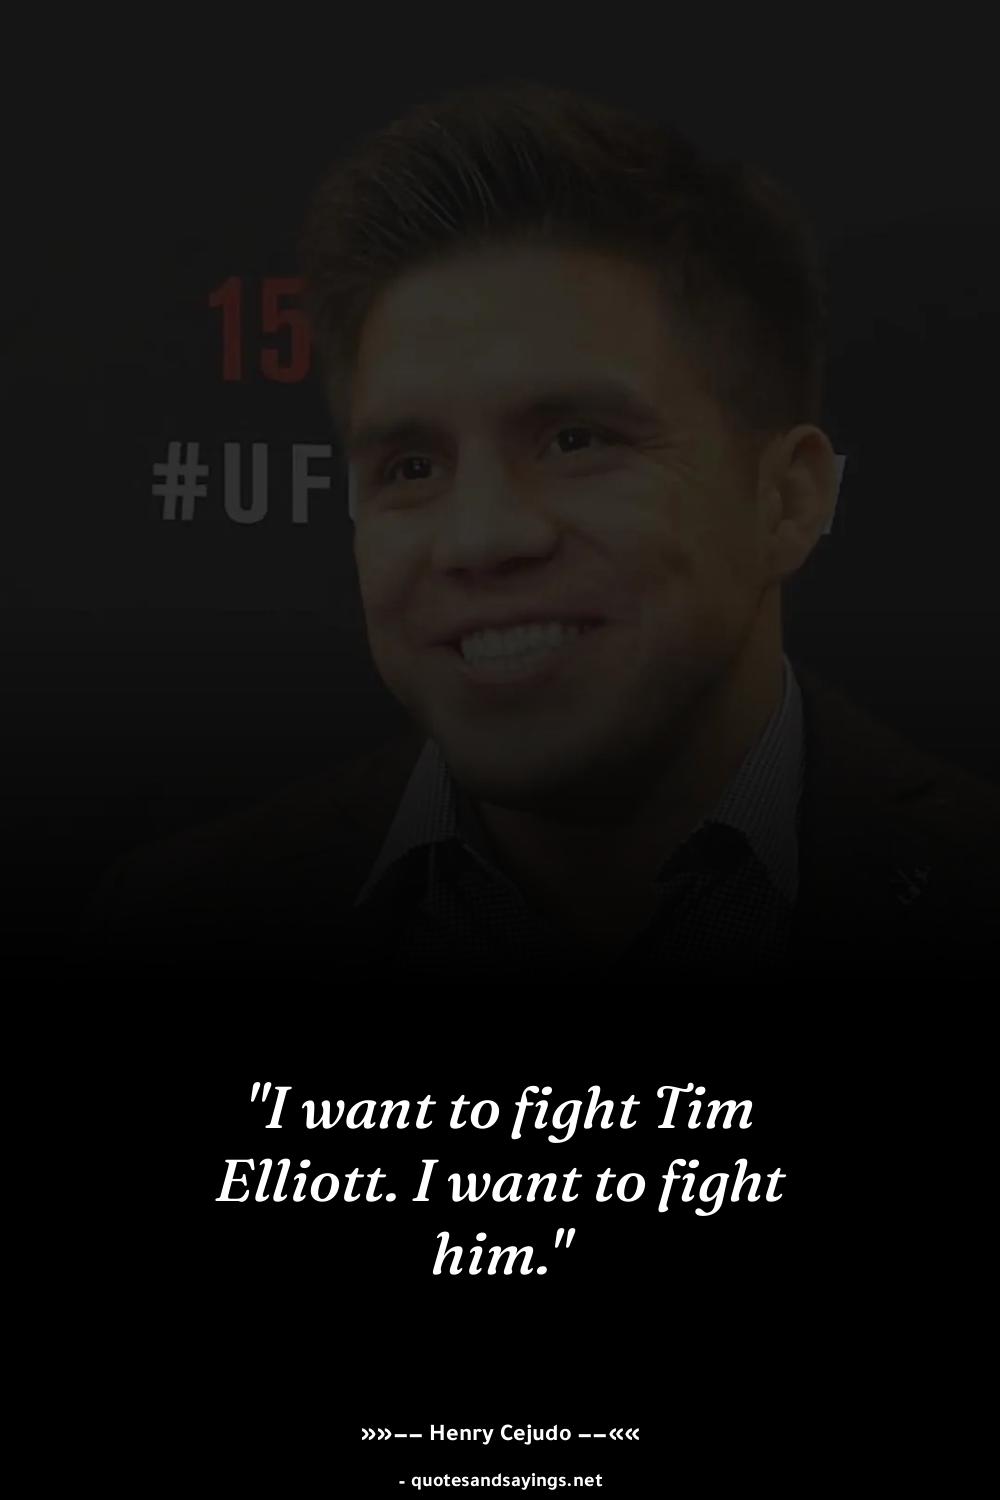 15
#UF
"I want to fight Tim
Elliott. I want to fight
him."
»»–– Henry Cejudo ––««
- quotesandsayings.net